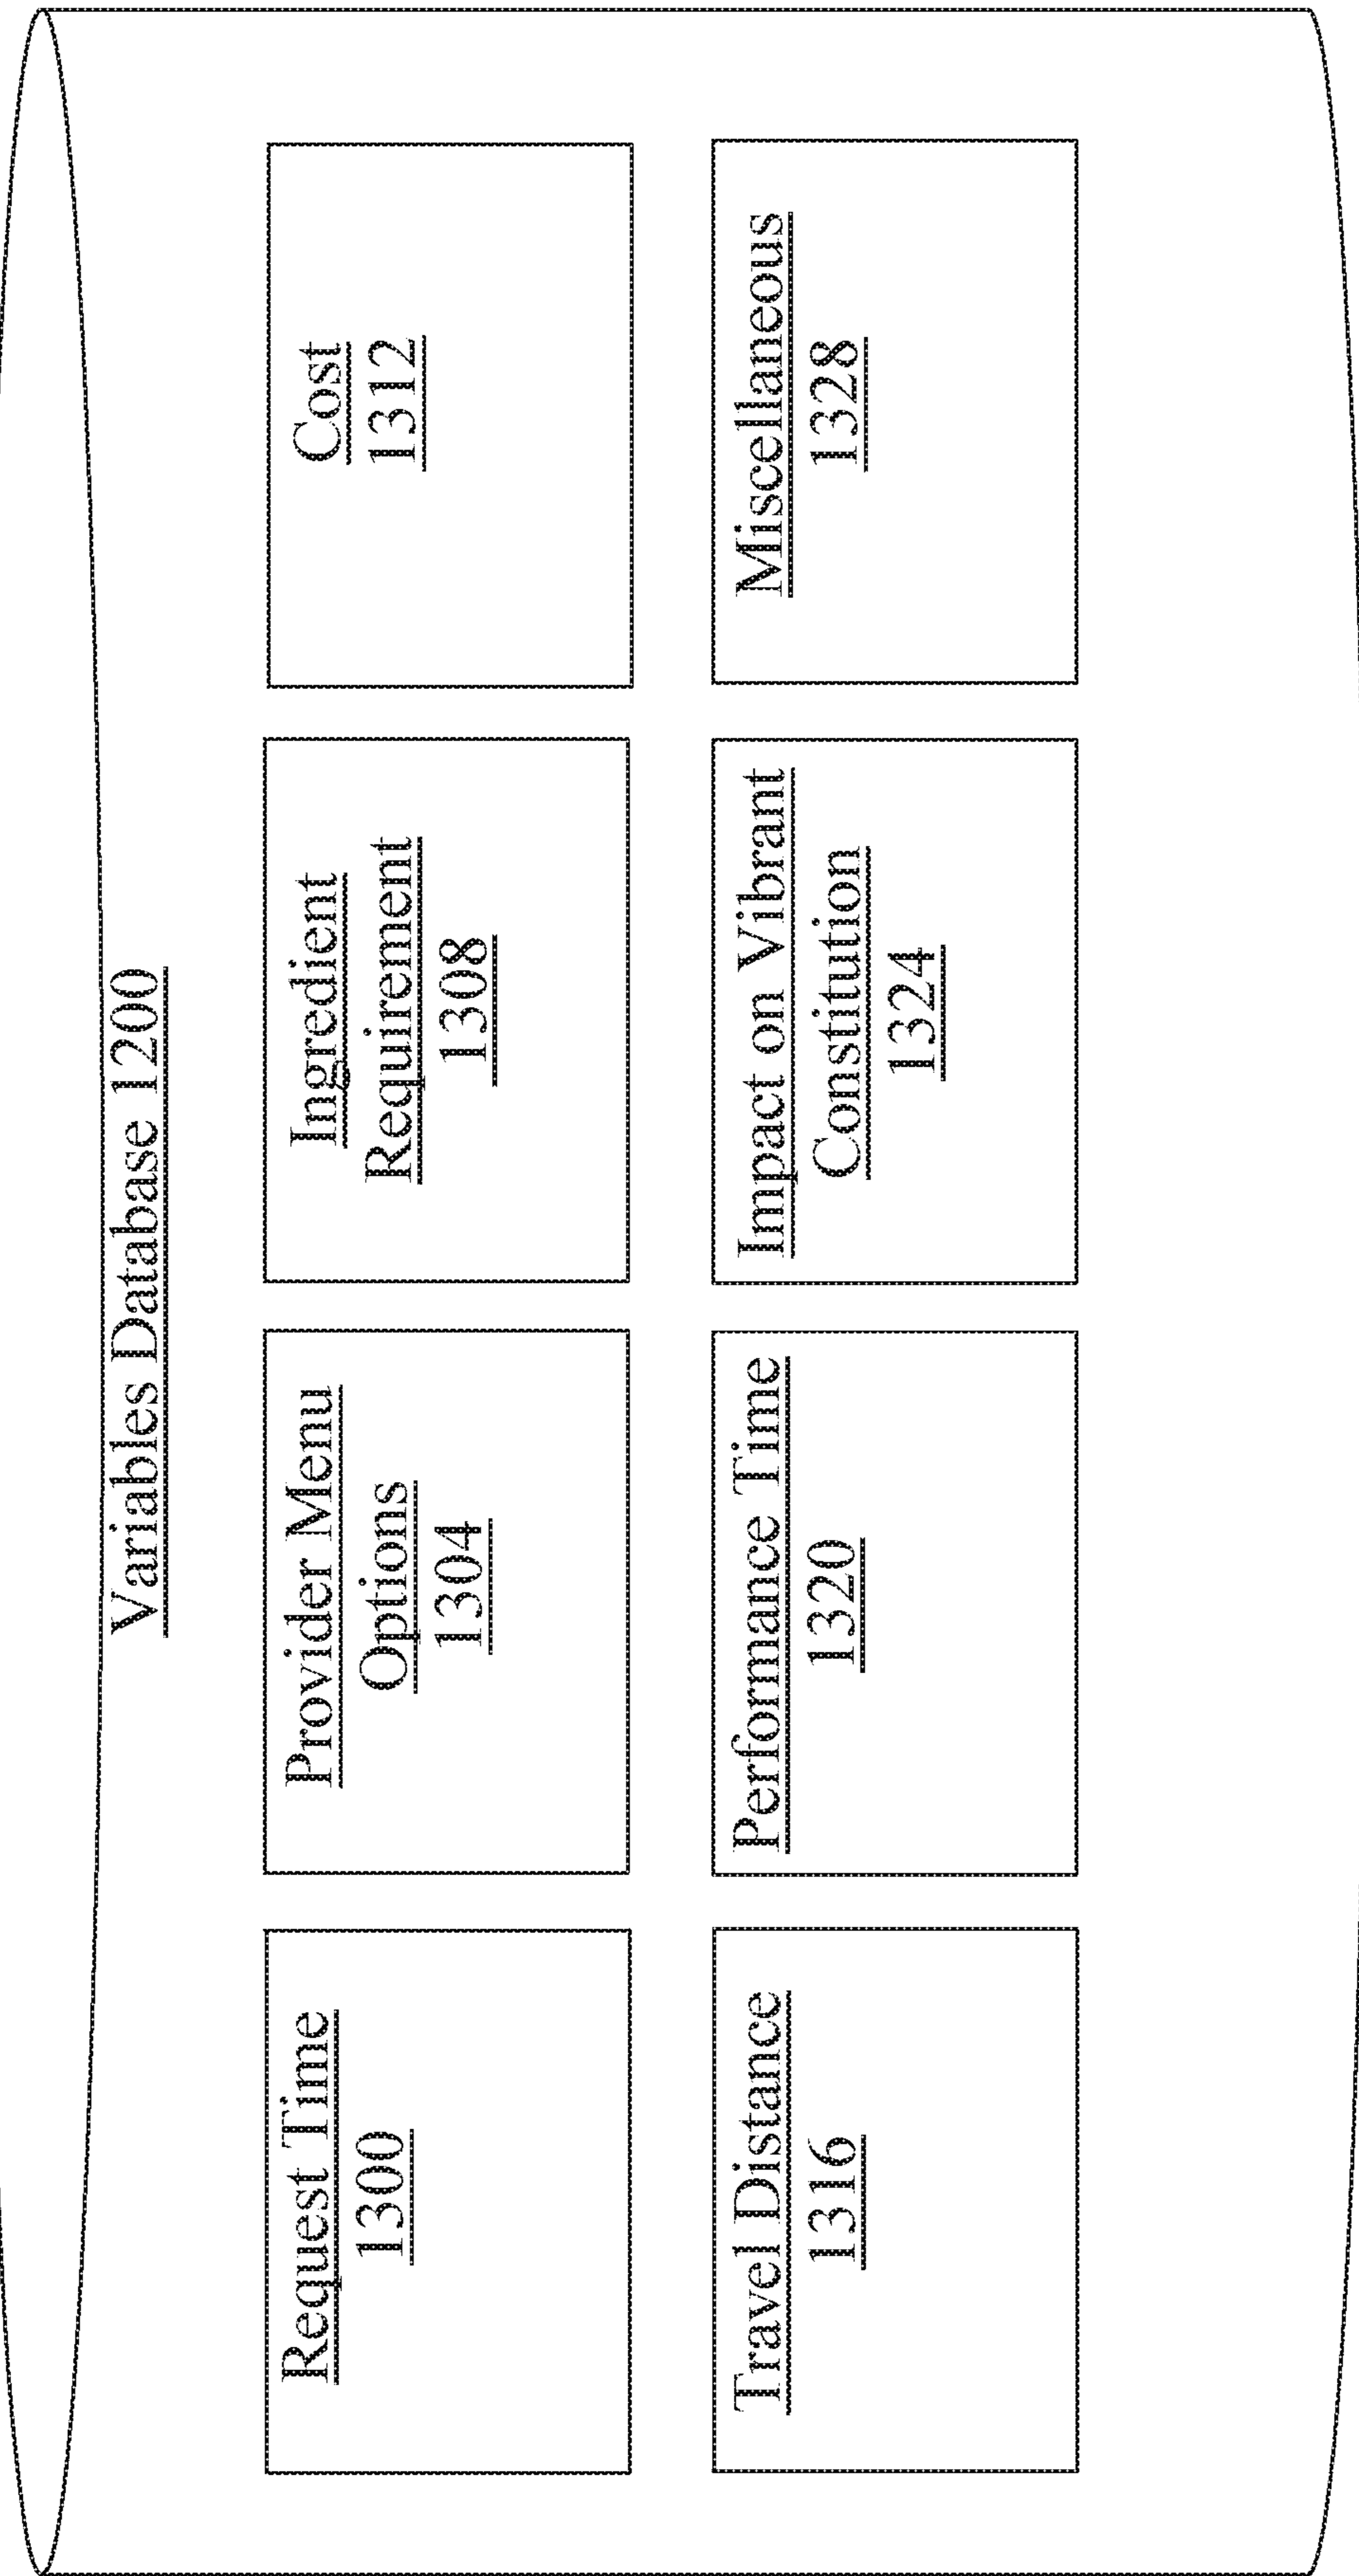 Variables Database 1200
Request Time
1300
Provider Menu
Options
1304
Ingredient
Requirement
1308
Cost
1312
Travel Distance
1316
Performance Time
1320
Impact on Vibrant
Constitution
1324
Miscellaneous
1328